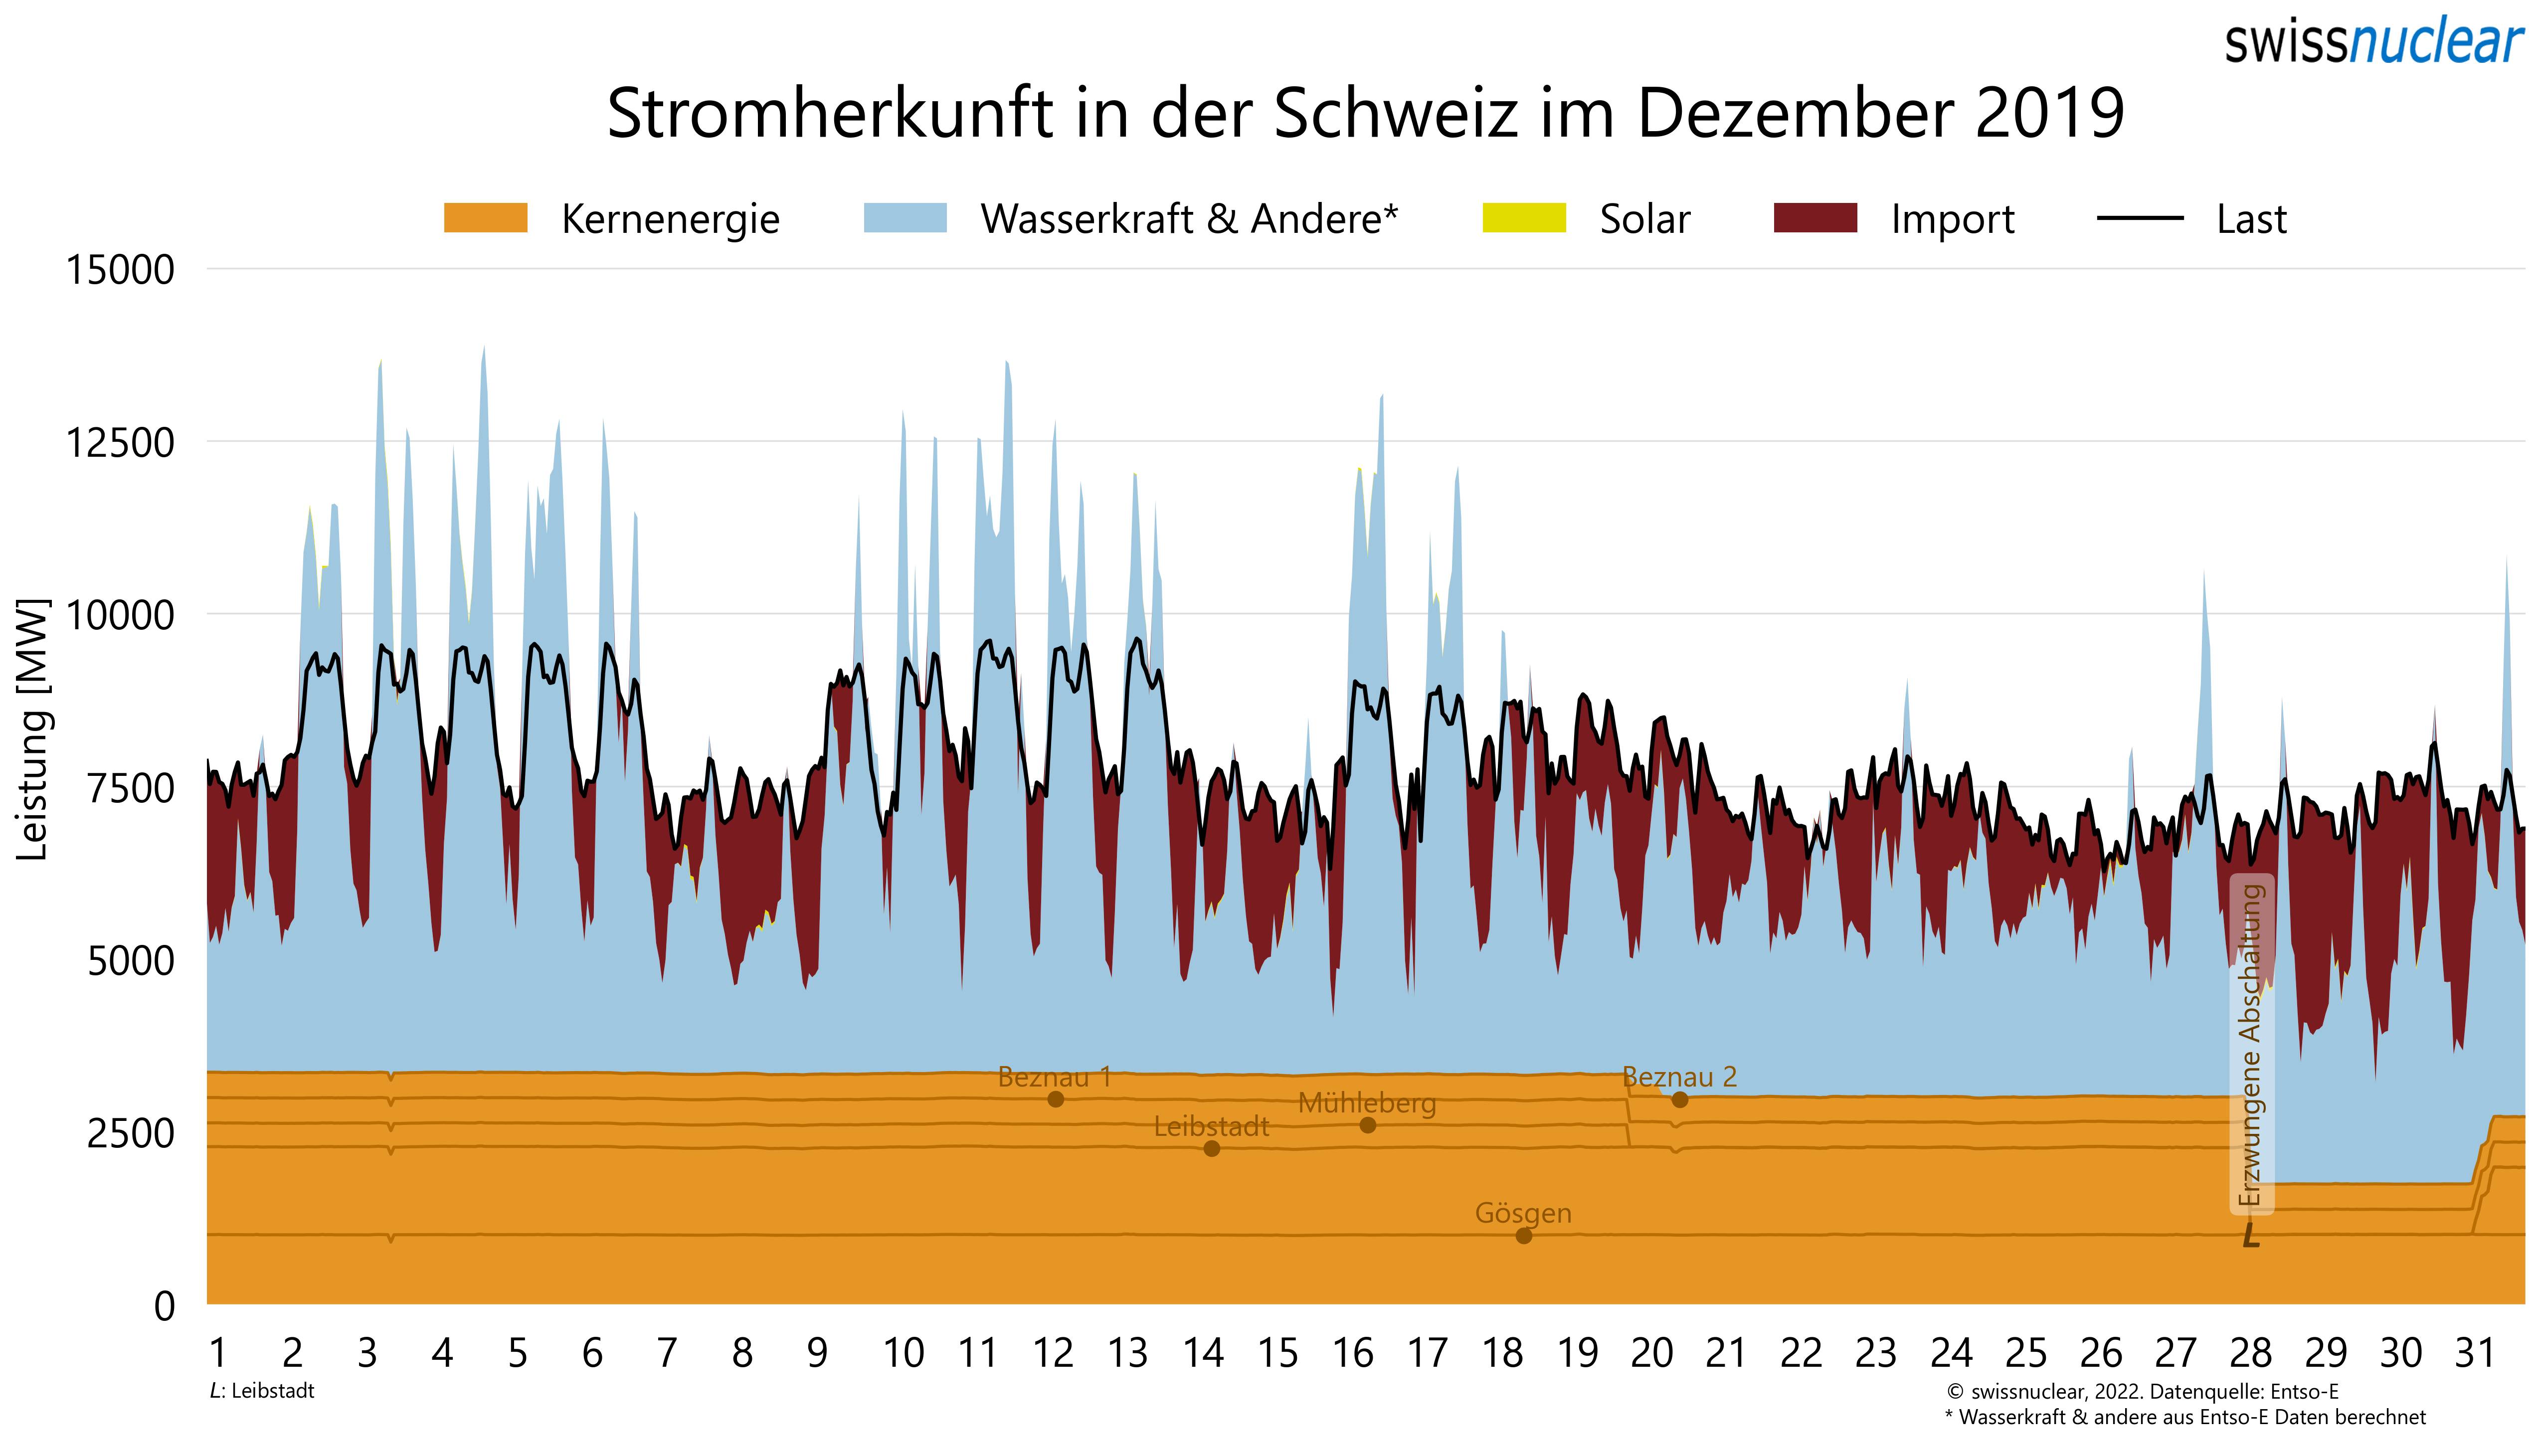 swissnuclear
Stromherkunft in der Schweiz im Dezember 2019
Kernenergie Wasserkraft & Andere* Solar Import Last
15000
12500
10000
7500
5000
2500
0
Leistung [MW]
Beznau 1
Beznau 2
Mühleberg
Leibstadt
Gösgen
Erzwungene Abschaltung
L
1 2 3 4 5 6 7 8 9 10 11 12 13 14 15 16 17 18 19 20 21 22 23 24 25 26 27 28 29 30 31
L: Leibstadt
© swissnuclear, 2022. Datenquelle: Entso-E
* Wasserkraft & andere aus Entso-E Daten berechnet